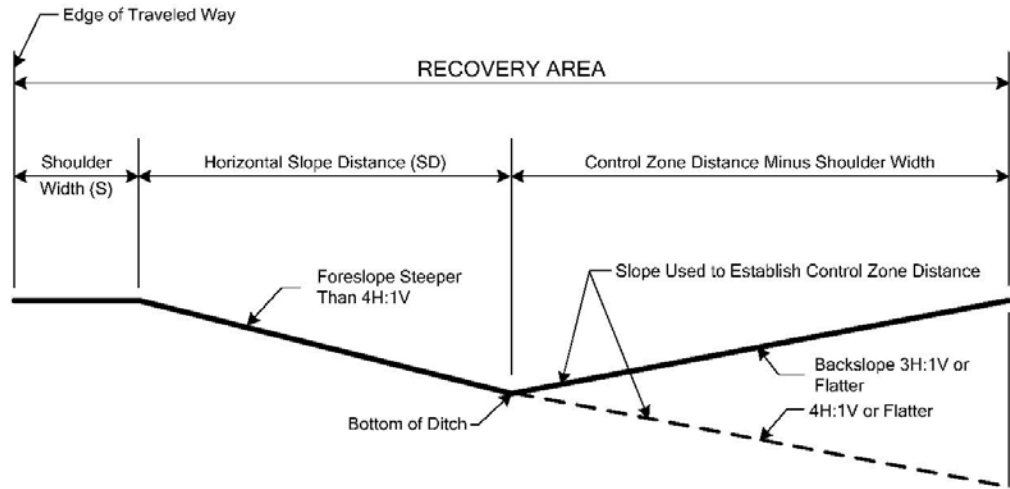 Edge of Traveled Way
RECOVERY AREA
Shoulder
Width (S)
Horizontal Slope Distance (SD)
Control Zone Distance Minus Shoulder Width
Foreslope Steeper
Than 4H:1V
Slope Used to Establish Control Zone Distance
Backslope 3H:1V or
Flatter
4H:1V or Flatter
Bottom of Ditch